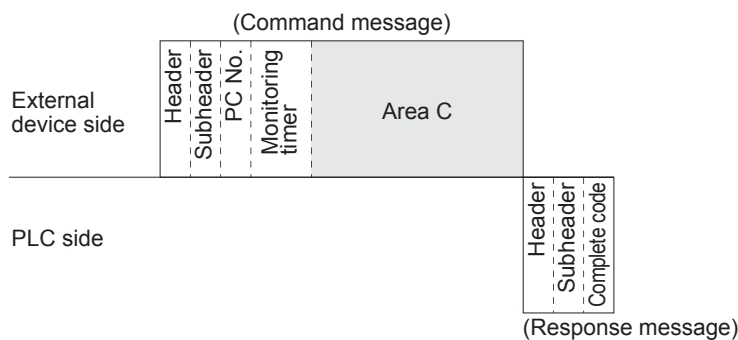 (Command message)
External
device side
Header
Subheader
PC No.
Monitoring
timer
Area C
PLC side
Header
Subheader
Complete code
(Response message)